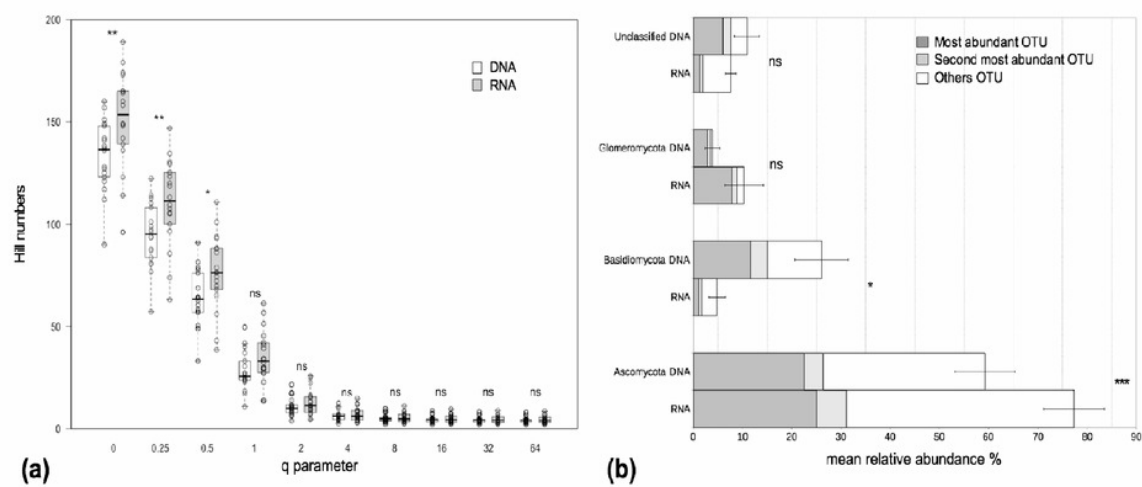 200
150
100
50
0
Hill numbers
**
**
*
ns
ns
ns
ns
ns
ns
ns
DNA
RNA
0 0.25 0.5 1 2 4 8 16 32 64
q parameter
(a)
Unclassified DNA
RNA
ns
Glomeromycota DNA
RNA
ns
Basidiomycota DNA
RNA
*
Ascomycota DNA
RNA
***
Most abundant OTU
Second most abundant OTU
Others OTU
0 10 20 30 40 50 60 70 80 90
mean relative abundance %
(b)